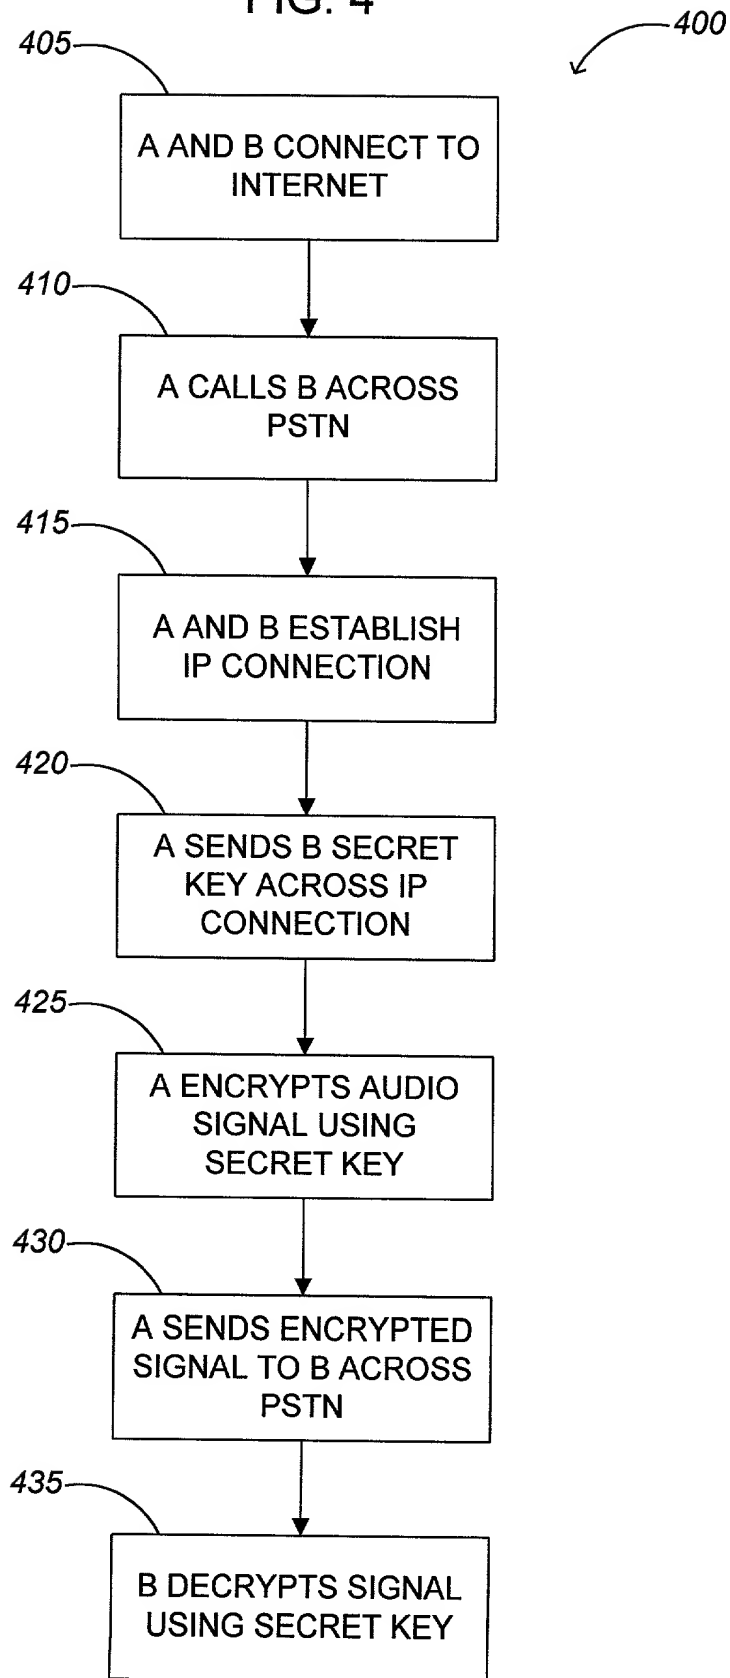 FIG. 4
400
405
A AND B CONNECT TO
INTERNET
410
A CALLS B ACROSS
PSTN
415
A AND B ESTABLISH
IP CONNECTION
420
A SENDS B SECRET
KEY ACROSS IP
CONNECTION
425
A ENCRYPTS AUDIO
SIGNAL USING
SECRET KEY
430
A SENDS ENCRYPTED
SIGNAL TO B ACROSS
PSTN
435
B DECRYPTS SIGNAL
USING SECRET KEY